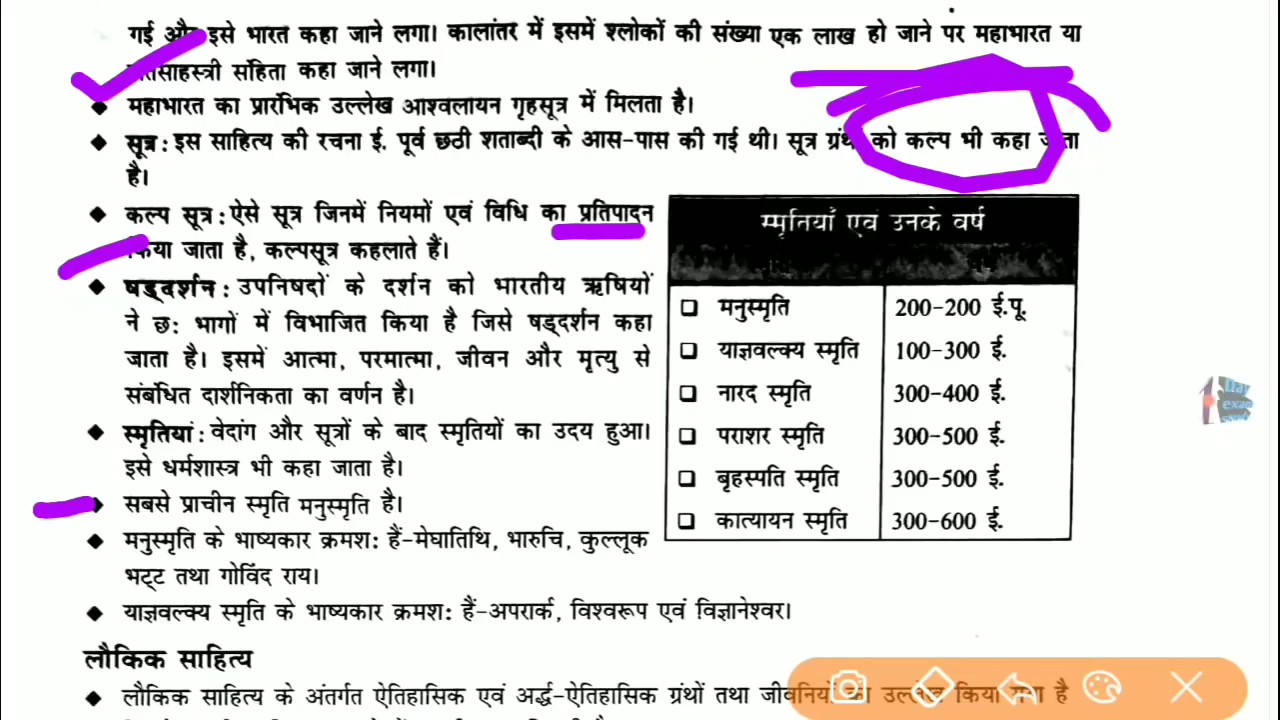 गई और इसे भारत कहा जाने लगा। कालांतर में इसमें श्लोकों की संख्या एक लाख हो जाने पर महाभारत या
संहिता कहा जाने लगा।
◆ महाभारत का प्रारंभिक उल्लेख आश्वलायन गृहसूत्र में मिलता है।
◆ सूत्र: इस साहित्य की रचना ई. पूर्व छठी शताब्दी के आस-पास की गई थी। सूत्र ग्रंथों को कल्प भी कहा जाता
है।
◆ कल्प सूत्र: ऐसे सूत्र जिनमें नियमों एवं विधि का प्रतिपादन
किया जाता है, कल्पसूत्र कहलाते हैं।
◆ षड्दर्शन: उपनिषदों के दर्शन को भारतीय ऋषियों
ने छ: भागों में विभाजित किया है जिसे षड्दर्शन कहा
जाता है। इसमें आत्मा, परमात्मा, जीवन और मृत्यु से
संबंधित दार्शनिकता का वर्णन है।
◆ स्मृतियां: वेदांग और सूत्रों के बाद स्मृतियों का उदय हुआ।
इसे धर्मशास्त्र भी कहा जाता है।
◆ सबसे प्राचीन स्मृति मनुस्मृति है।
◆ मनुस्मृति के भाष्यकार क्रमश: हैं-मेघातिथि, भारुचि, कुल्लूक
भट्ट तथा गोविंद राय।
◆ याज्ञवल्क्य स्मृति के भाष्यकार क्रमश: हैं-अपरार्क, विश्वरूप एवं विज्ञानेश्वर।
स्मृतियाँ एवं उनके वर्ष
❑ मनुस्मृति 200-200 ई.पू.
❑ याज्ञवल्क्य स्मृति 100-300 ई.
❑ नारद स्मृति 300-400 ई.
❑ पराशर स्मृति 300-500 ई.
❑ बृहस्पति स्मृति 300-500 ई.
❑ कात्यायन स्मृति 300-600 ई.
लौकिक साहित्य
◆ लौकिक साहित्य के अंतर्गत ऐतिहासिक एवं अर्द्ध-ऐतिहासिक ग्रंथों तथा जीवनियों का उल्लेख किया गया है
1 Day
exam